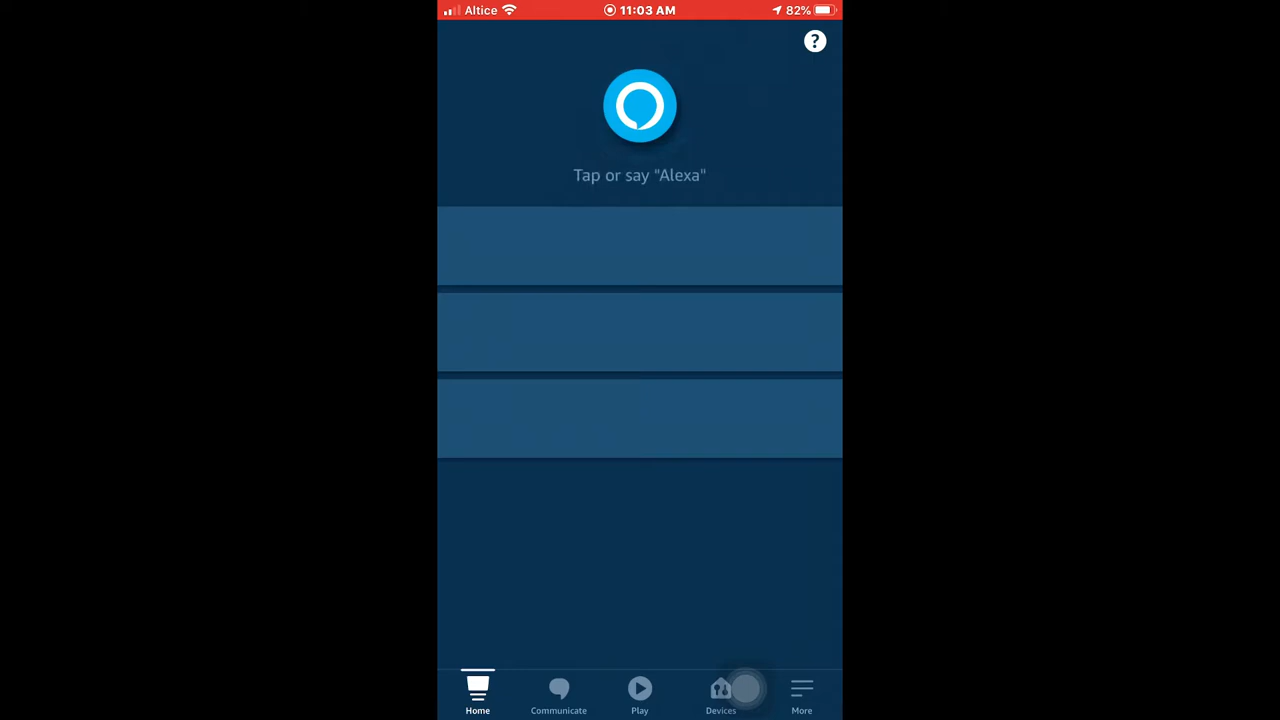 Altice 11:03 AM 82%
?
Tap or say "Alexa"
Home Communicate Play Devices More